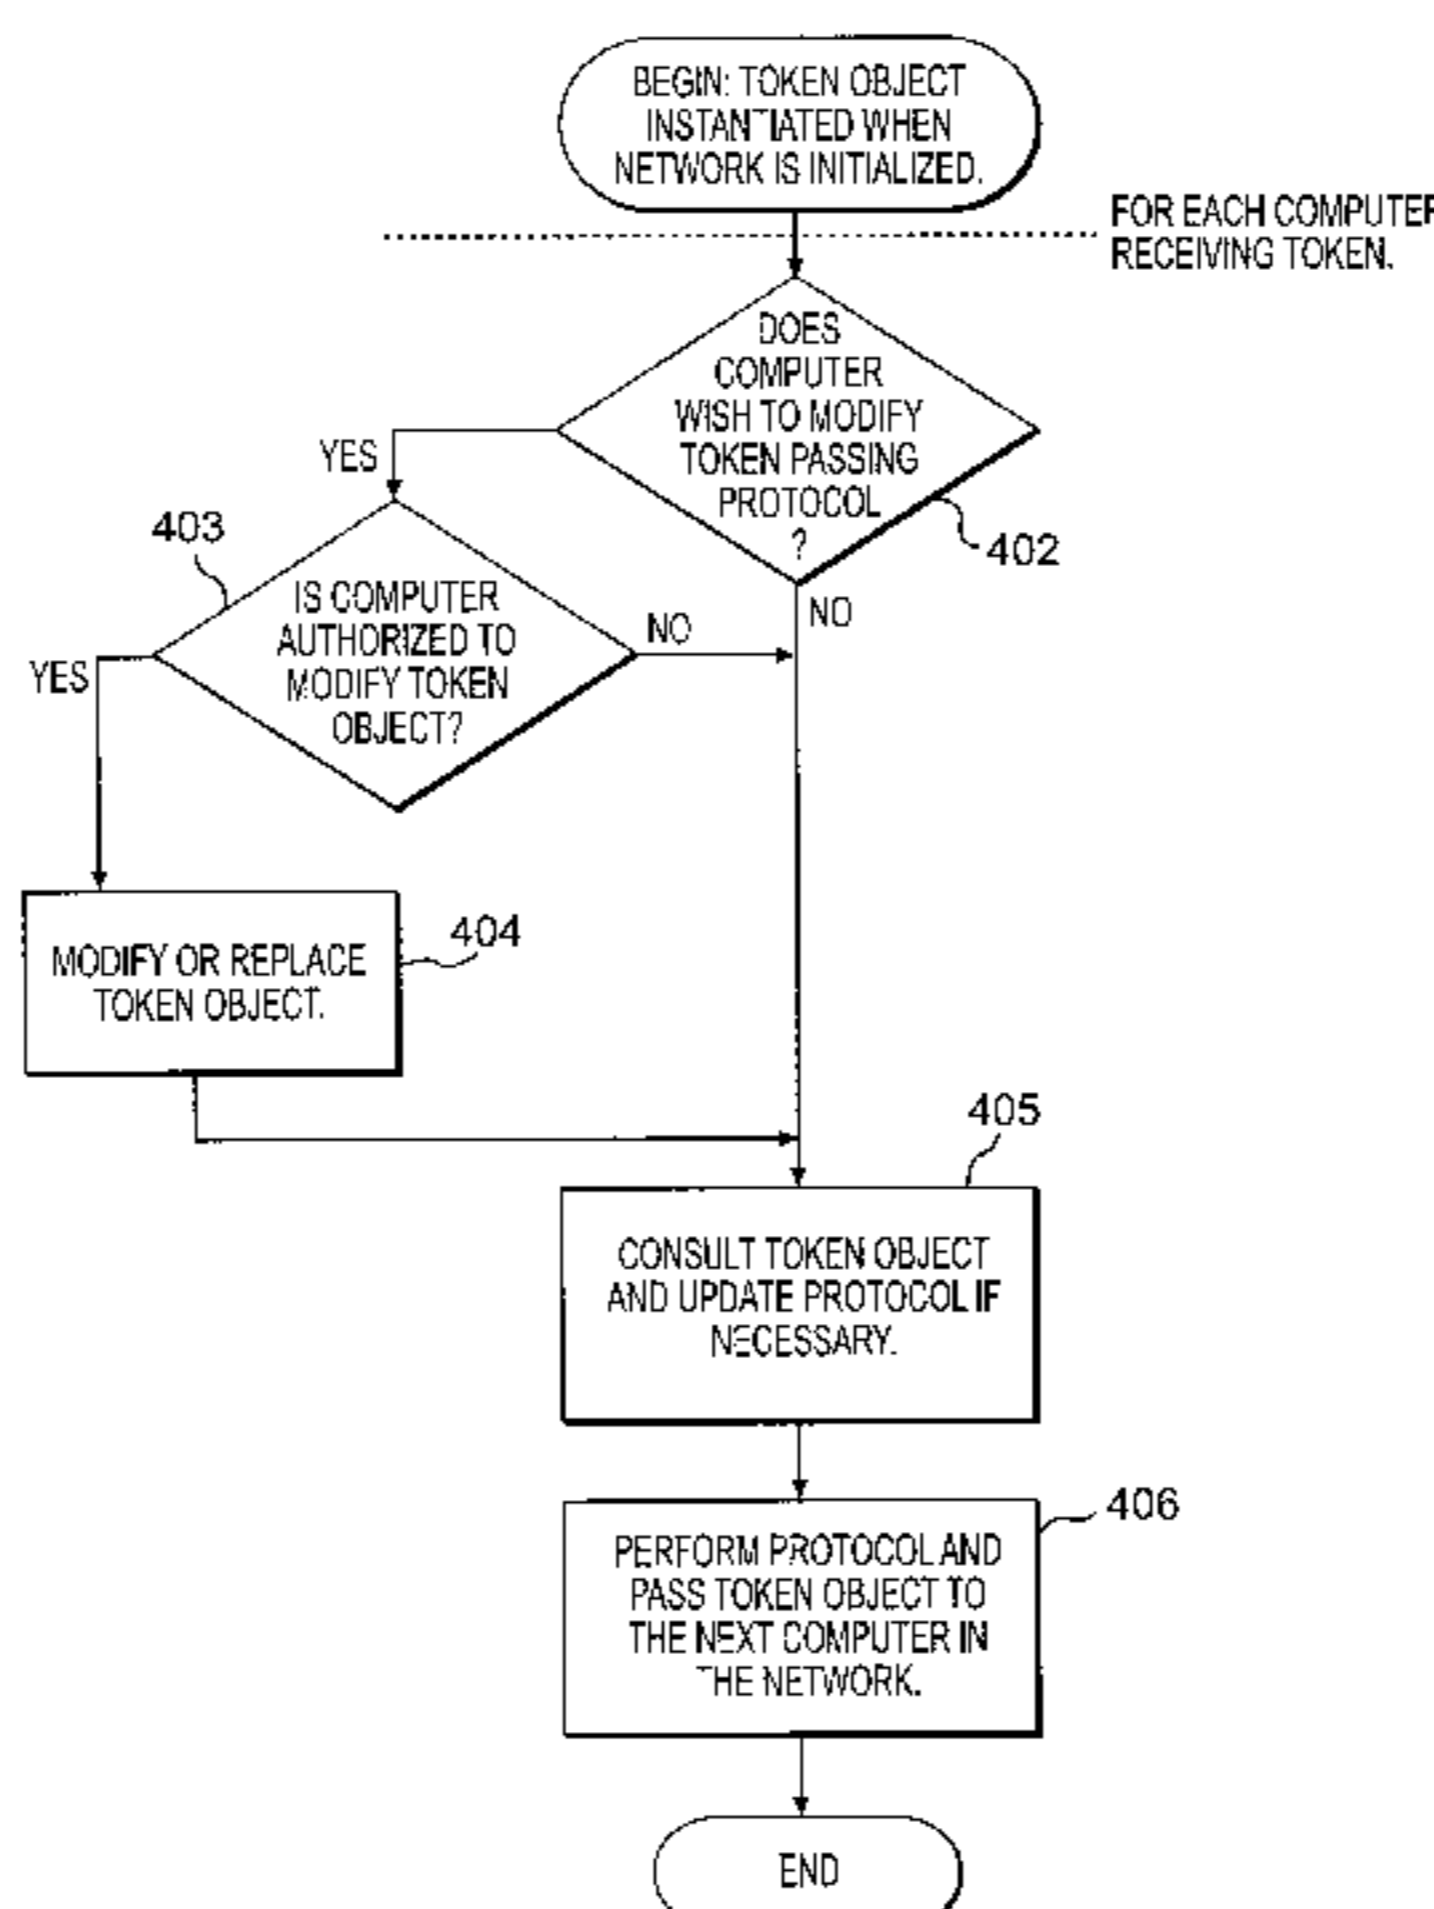 BEGIN: TOKEN OBJECT
INSTANTIATED WHEN
NETWORK IS INITIALIZED.
FOR EACH COMPUTER
RECEIVING TOKEN.
DOES
COMPUTER
WISH TO MODIFY
TOKEN PASSING
PROTOCOL
?
402
YES
NO
403
IS COMPUTER
AUTHORIZED TO
MODIFY TOKEN
OBJECT?
NO
YES
MODIFY OR REPLACE
TOKEN OBJECT.
404
405
CONSULT TOKEN OBJECT
AND UPDATE PROTOCOL IF
NECESSARY.
406
PERFORM PROTOCOL AND
PASS TOKEN OBJECT TO
THE NEXT COMPUTER IN
THE NETWORK.
END